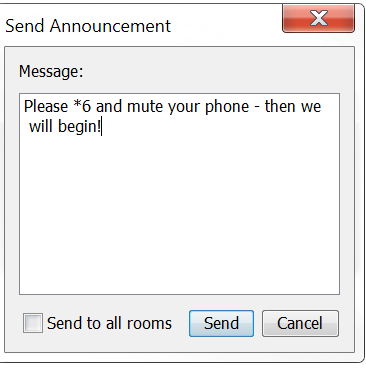 Send Announcement
Message:
Please *6 and mute your phone - then we
will begin!
Send to all rooms
Send
Cancel